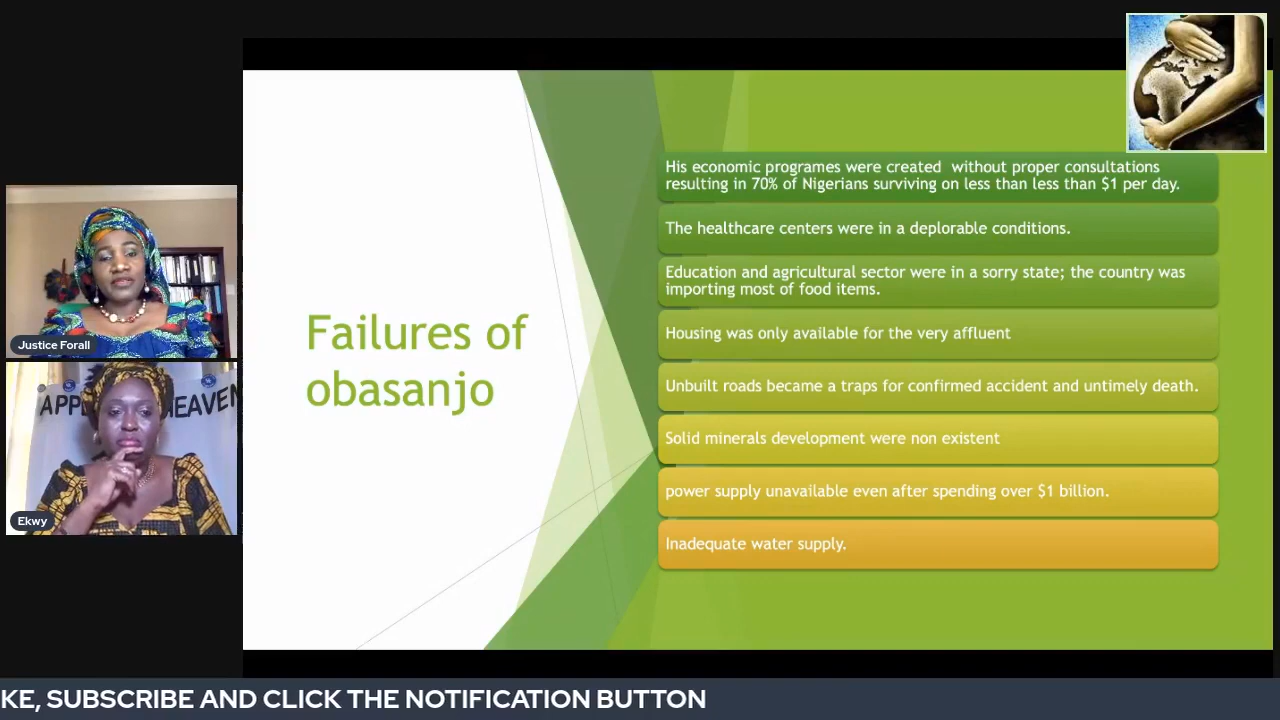 Failures of
obasanjo
His economic programes were created without proper consultations
resulting in 70% of Nigerians surviving on less than less than $1 per day.
The healthcare centers were in a deplorable conditions.
Education and agricultural sector were in a sorry state; the country was
importing most of food items.
Housing was only available for the very affluent
Unbuilt roads became a traps for confirmed accident and untimely death.
Solid minerals development were non existent
power supply unavailable even after spending over $1 billion.
Inadequate water supply.
Justice Forall
APP HEAVEN
Ekwy
KE, SUBSCRIBE AND CLICK THE NOTIFICATION BUTTON